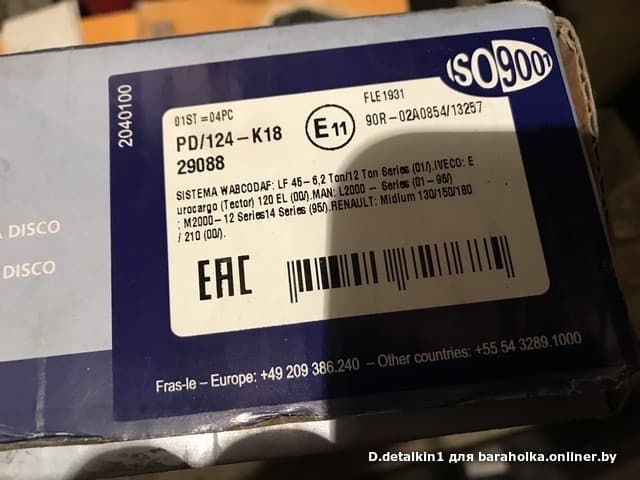 ISO9001
2040100
01ST=04PC
FLE1931
PD/124-K18
E11
90R-02A0854/13257
29088
SISTEMA WABCODAF: LF 45-6,2 Ton/12 Ton Series (01/).IVECO: E
urocargo (Tector) 120 EL (00/).MAN: L2000 - Series (01-96/)
; M2000-12 Series14 Series (95/).RENAULT: Midlum 130/150/180
/ 210 (00/).
A DISCO
DISCO
EAC
Fras-le – Europe: +49 209 386.240 – Other countries: +55 54 3289.1000
D.detalkin1 для baraholka.onliner.by